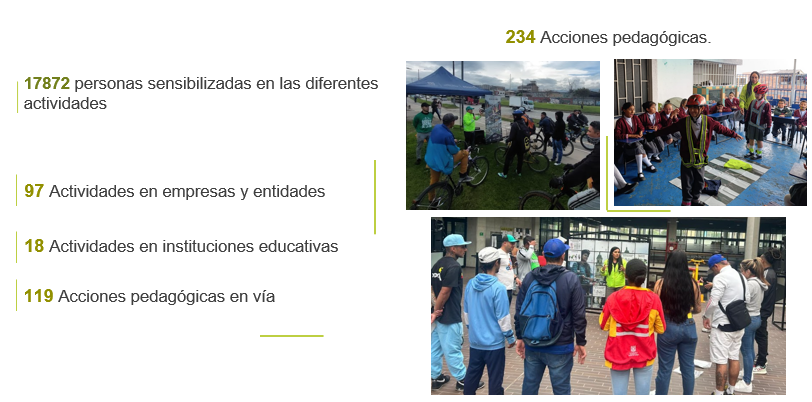 234 Acciones pedagógicas.
17872 personas sensibilizadas en las diferentes
actividades
97 Actividades en empresas y entidades
18 Actividades en instituciones educativas
119 Acciones pedagógicas en vía